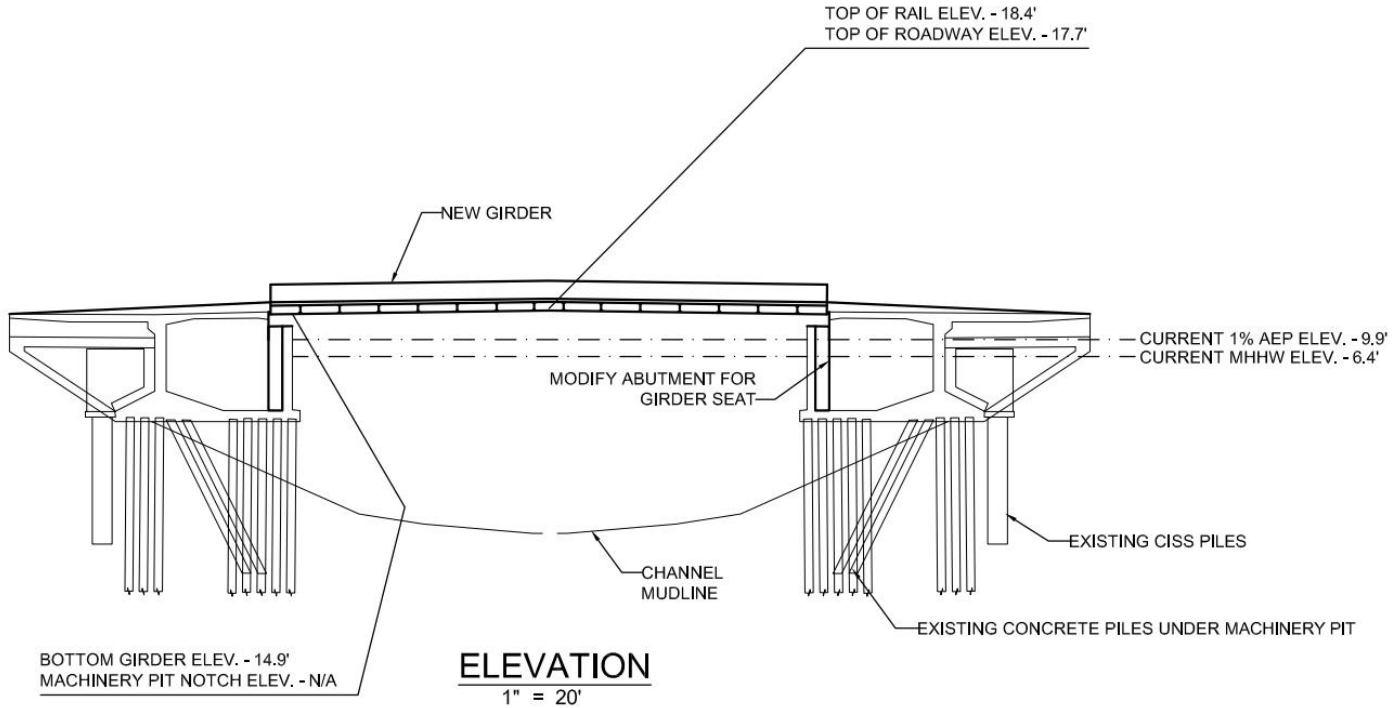 TOP OF RAIL ELEV. - 18.4'
TOP OF ROADWAY ELEV. - 17.7'
NEW GIRDER
CURRENT 1% AEP ELEV. - 9.9'
CURRENT MHHW ELEV. - 6.4'
MODIFY ABUTMENT FOR
GIRDER SEAT
EXISTING CISS PILES
CHANNEL
MUDLINE
EXISTING CONCRETE PILES UNDER MACHINERY PIT
BOTTOM GIRDER ELEV. - 14.9'
MACHINERY PIT NOTCH ELEV. - N/A
ELEVATION
1" = 20'